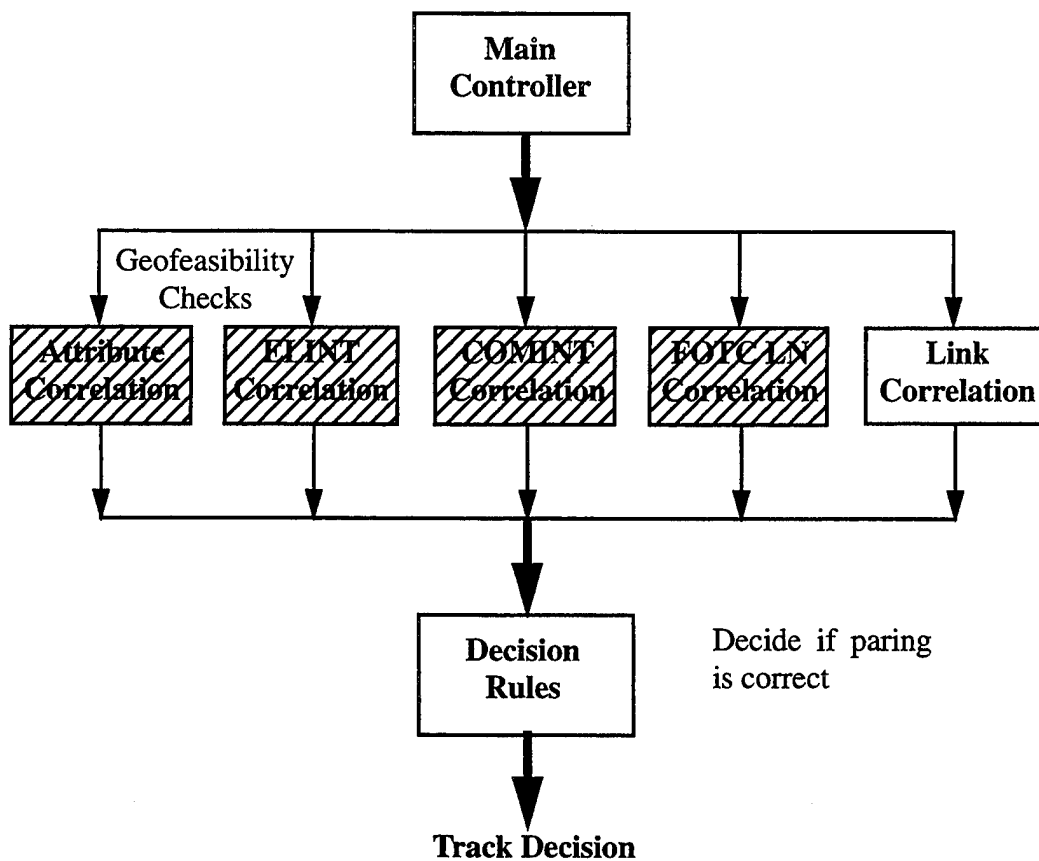 Main
Controller
Geofeasibility
Checks
Attribute
Correlation
ELINT
Correlation
COMINT
Correlation
FOTC LN
Correlation
Link
Correlation
Decision
Rules
Decide if paring
is correct
Track Decision